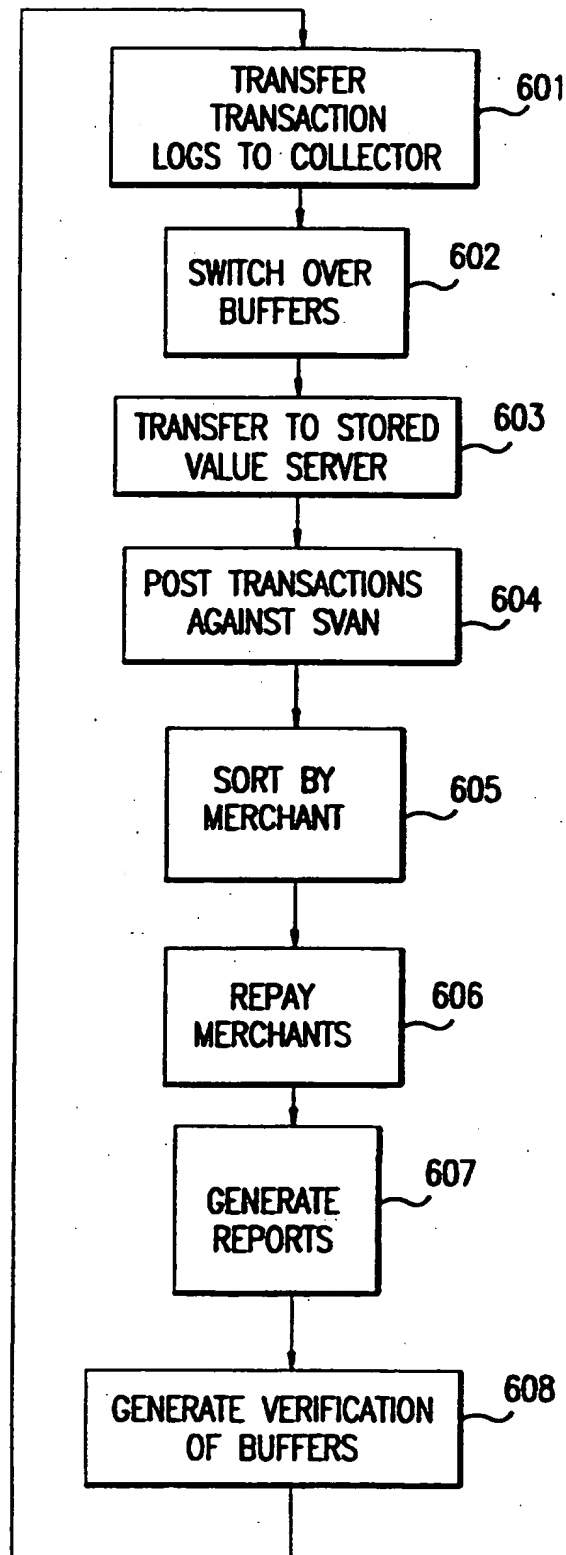 TRANSFER
TRANSACTION
LOGS TO COLLECTOR
601
SWITCH OVER
BUFFERS
602
TRANSFER TO STORED
VALUE SERVER
603
POST TRANSACTIONS
AGAINST SVAN
604
SORT BY
MERCHANT
605
REPAY
MERCHANTS
606
GENERATE
REPORTS
607
GENERATE VERIFICATION
OF BUFFERS
608